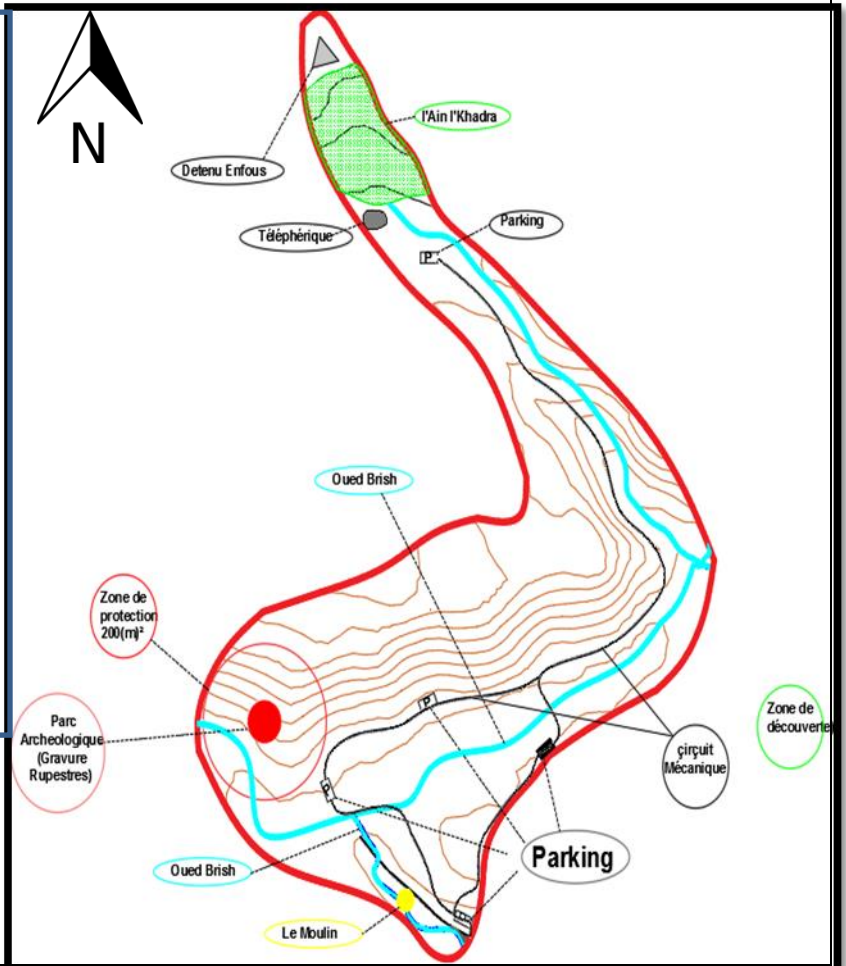 N
l'Ain l'Khadra
Detenu Enfous
Téléphérique
Parking
P
Oued Brish
Zone de
protection
200(m)²
Parc
Archeologique
(Gravure
Rupestres)
P
P
Zone de
découverte
çirçuit
Mécanique
Oued Brish
Parking
Le Moulin